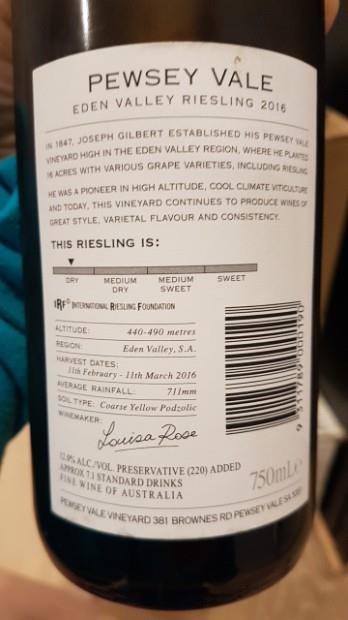 PEWSEY VALE
EDEN VALLEY RIESLING 2016
IN 1847, JOSEPH GILBERT ESTABLISHED HIS PEWSEY VALE
VINEYARD HIGH IN THE EDEN VALLEY REGION, WHERE HE PLANTED
16 ACRES WITH VARIOUS GRAPE VARIETIES, INCLUDING RIESLING.
HE WAS A PIONEER IN HIGH ALTITUDE, COOL CLIMATE VITICULTURE
AND TODAY, THIS VINEYARD CONTINUES TO PRODUCE WINES OF
GREAT STYLE, VARIETAL FLAVOUR AND CONSISTENCY.
THIS RIESLING IS:
DRY MEDIUM DRY MEDIUM SWEET SWEET
IRF© INTERNATIONAL RIESLING FOUNDATION
ALTITUDE: 440-490 metres
REGION: Eden Valley, S.A.
HARVEST DATES:
11th February - 11th March 2016
AVERAGE RAINFALL: 711mm
SOIL TYPE: Coarse Yellow Podzolic
WINEMAKER:
Louisa Rose
12.0% ALC./VOL. PRESERVATIVE (220) ADDED
APPROX 7.1 STANDARD DRINKS
FINE WINE OF AUSTRALIA
750mLe
PEWSEY VALE VINEYARD 381 BROWNES RD PEWSEY VALE SA
9 311789 000190